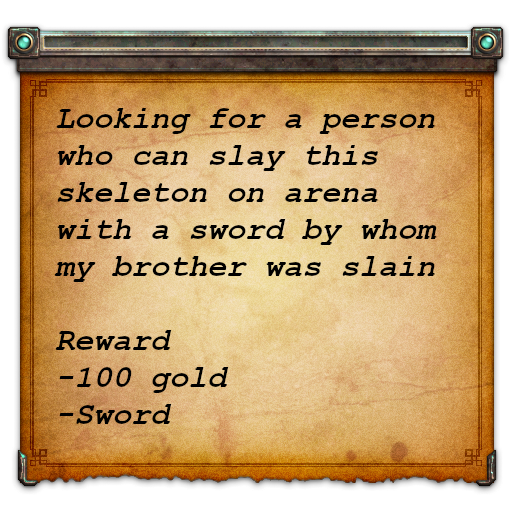 Looking for a person
who can slay this
skeleton on arena
with a sword by whom
my brother was slain
Reward
-100 gold
-Sword